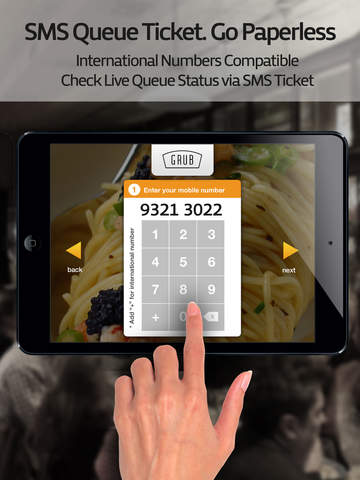 SMS Queue Ticket. Go Paperless
International Numbers Compatible
Check Live Queue Status via SMS Ticket
GRUB
1 Enter your mobile number
9321 3022
* Add "+" for international number
1 2 3
4 5 6
7 8 9
+ 0
back
next